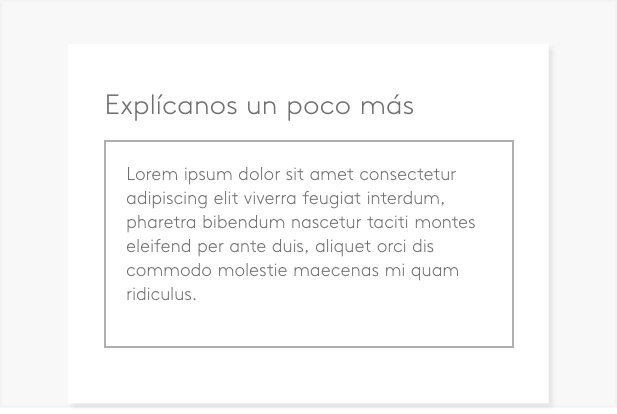 Explícanos un poco más
Lorem ipsum dolor sit amet consectetur
adipiscing elit viverra feugiat interdum,
pharetra bibendum nascetur taciti montes
eleifend per ante duis, aliquet orci dis
commodo molestie maecenas mi quam
ridiculus.